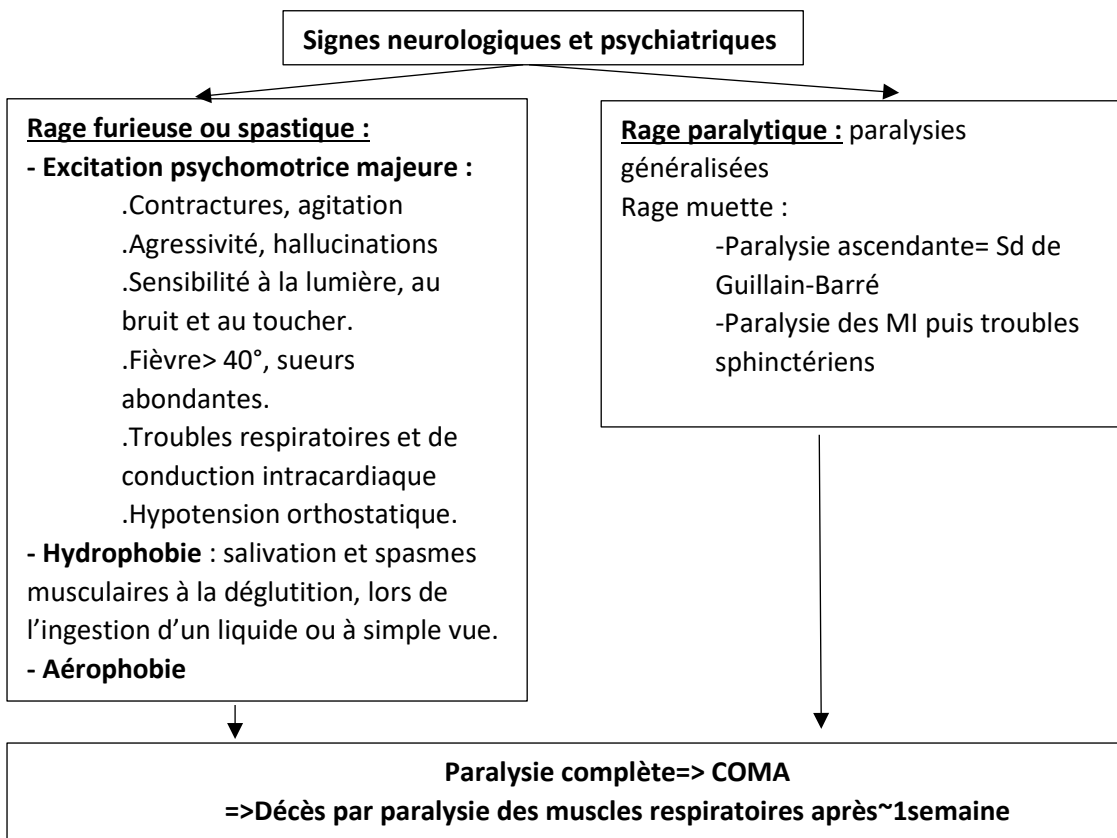 Signes neurologiques et psychiatriques
Rage furieuse ou spastique :
- Excitation psychomotrice majeure :
.Contractures, agitation
.Agressivité, hallucinations
.Sensibilité à la lumière, au
bruit et au toucher.
.Fièvre> 40°, sueurs
abondantes.
.Troubles respiratoires et de
conduction intracardiaque
.Hypotension orthostatique.
- Hydrophobie : salivation et spasmes
musculaires à la déglutition, lors de
l’ingestion d’un liquide ou à simple vue.
- Aérophobie
Rage paralytique : paralysies
généralisées
Rage muette :
-Paralysie ascendante= Sd de
Guillain-Barré
-Paralysie des MI puis troubles
sphinctériens
Paralysie complète=> COMA
=>Décès par paralysie des muscles respiratoires après~1semaine